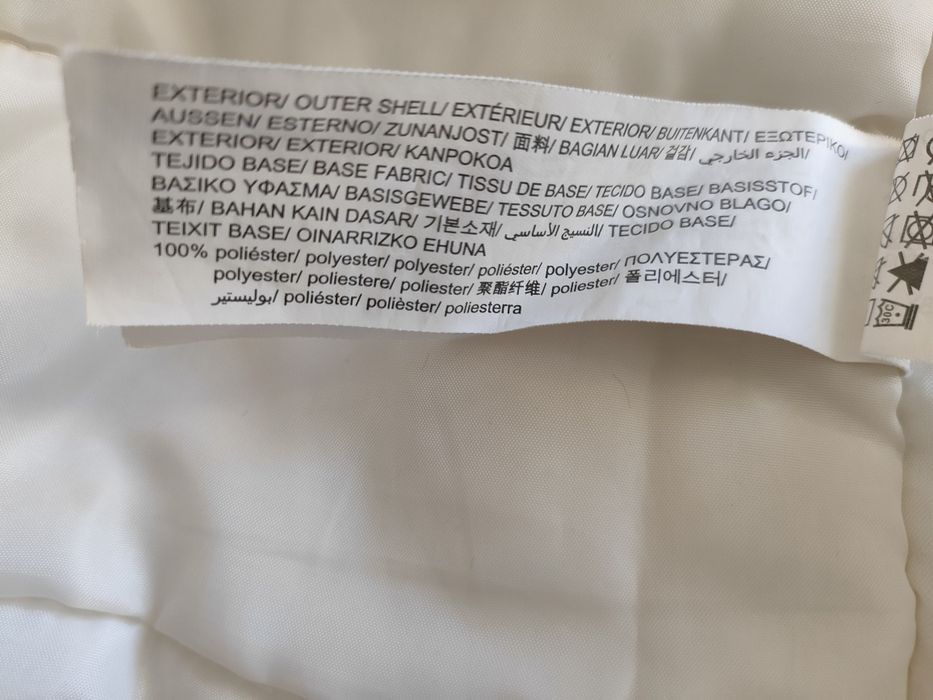 EXTERIOR/ OUTER SHELL/ EXTÉRIEUR/ EXTERIOR/ BUITENKANT/ ΕΞΩΤΕΡΙΚΟ/
AUSSEN/ ESTERNO/ ZUNANJOST/ 面料/ BAGIAN LUAR/ 겉감/ الجزء الخارجي/
EXTERIOR/ EXTERIOR/ KANPOKOA
TEJIDO BASE/ BASE FABRIC/ TISSU DE BASE/ TECIDO BASE/ BASISSTOF/
ΒΑΣΙΚΟ ΥΦΑΣΜΑ/ BASISGEWEBE/ TESSUTO BASE/ OSNOVNO BLAGO/
基布/ BAHAN KAIN DASAR/ 기본소재/ النسيج الأساسي/ TECIDO BASE/
TEIXIT BASE/ OINARRIZKO EHUNA
100% poliéster/ polyester/ polyester/ poliéster/ polyester/ ΠΟΛΥΕΣΤΕΡΑΣ/
polyester/ poliestere/ poliester/ 聚酯纤维/ poliester/ 폴리에스터/
بوليستير/ poliéster/ polièster/ poliesterra
30C